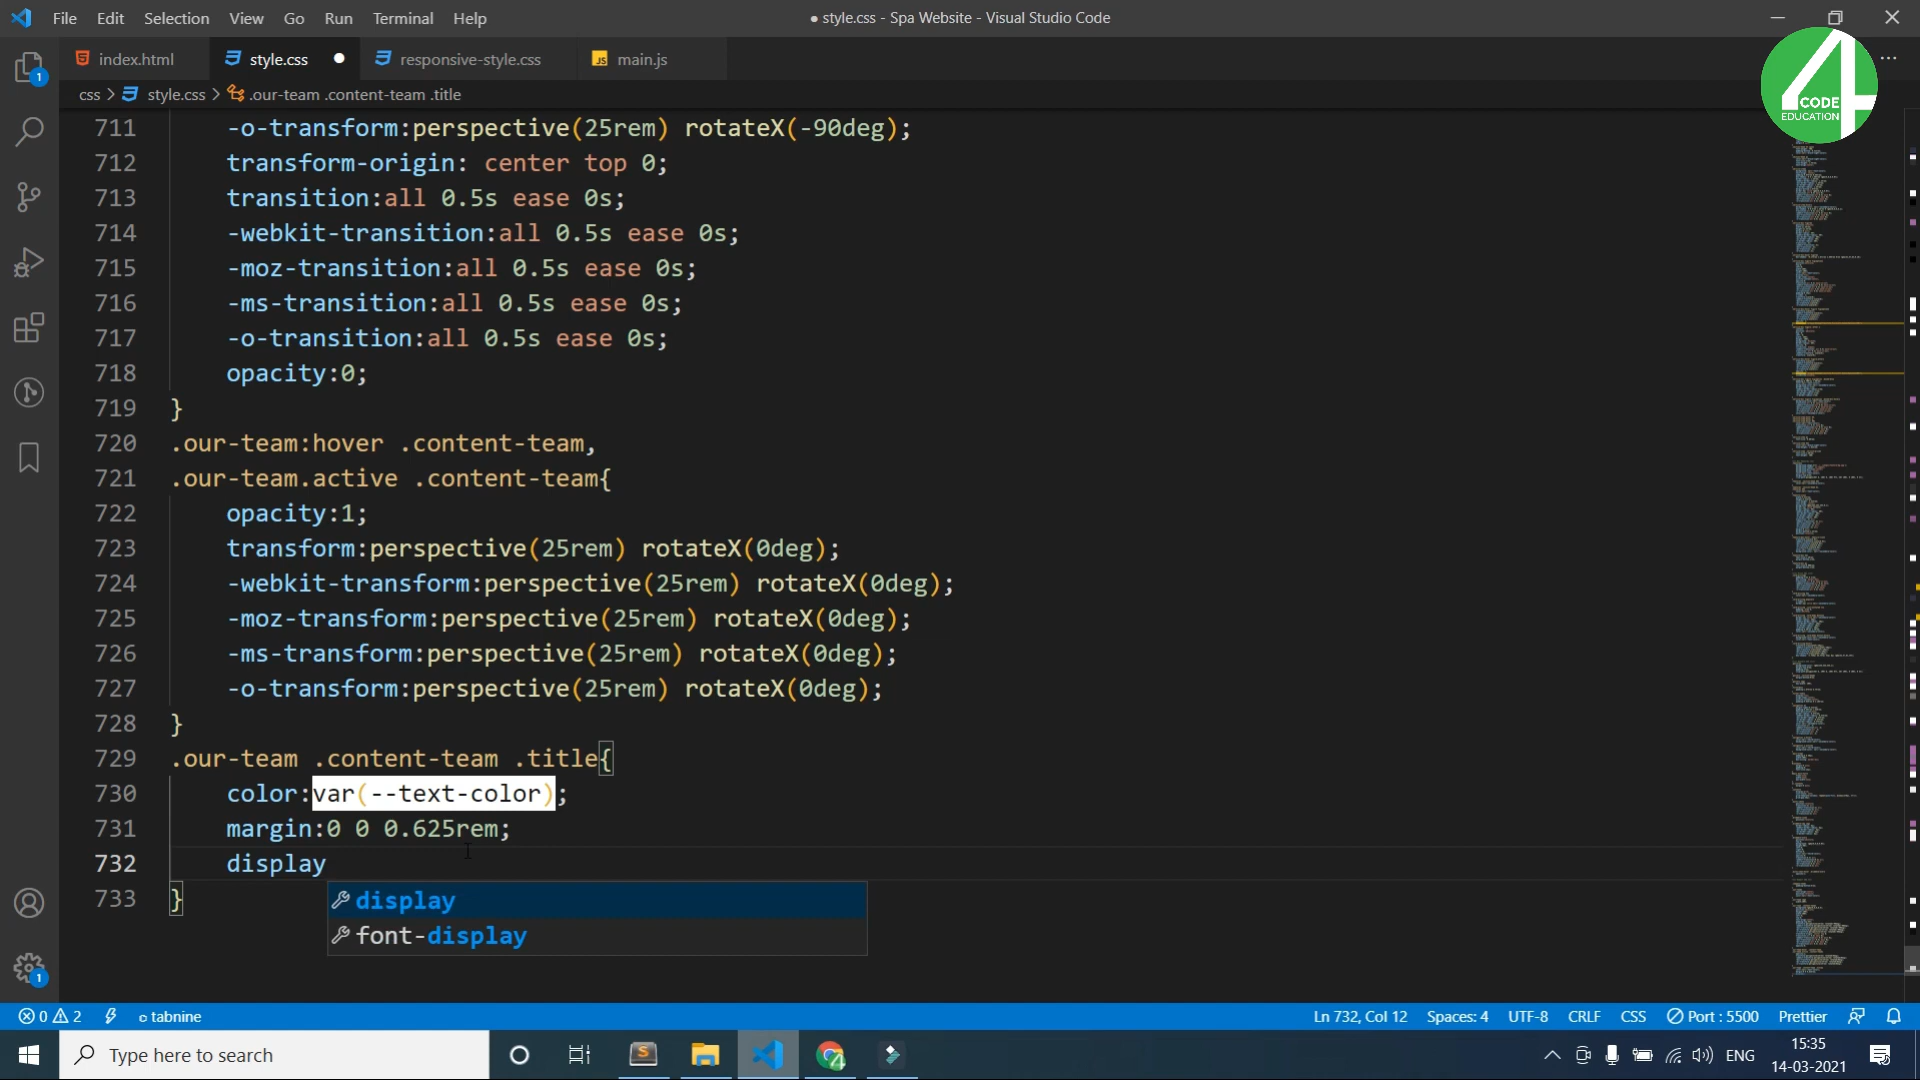 File Edit Selection View Go Run Terminal Help
● style.css - Spa Website - Visual Studio Code
index.html
style.css
responsive-style.css
JS main.js
4 CODE EDUCATION
css > style.css > .our-team .content-team .title
711 -o-transform:perspective(25rem) rotateX(-90deg);
712 transform-origin: center top 0;
713 transition:all 0.5s ease 0s;
714 -webkit-transition:all 0.5s ease 0s;
715 -moz-transition:all 0.5s ease 0s;
716 -ms-transition:all 0.5s ease 0s;
717 -o-transition:all 0.5s ease 0s;
718 opacity:0;
719 }
720 .our-team:hover .content-team,
721 .our-team.active .content-team{
722 opacity:1;
723 transform:perspective(25rem) rotateX(0deg);
724 -webkit-transform:perspective(25rem) rotateX(0deg);
725 -moz-transform:perspective(25rem) rotateX(0deg);
726 -ms-transform:perspective(25rem) rotateX(0deg);
727 -o-transform:perspective(25rem) rotateX(0deg);
728 }
729 .our-team .content-team .title{
730 color:var(--text-color);
731 margin:0 0 0.625rem;
732 display
733 }
display
font-display
1
1
0 2 tabnine
Ln 732, Col 12 Spaces: 4 UTF-8 CRLF CSS Port : 5500 Prettier
Type here to search
ENG
15:35
14-03-2021